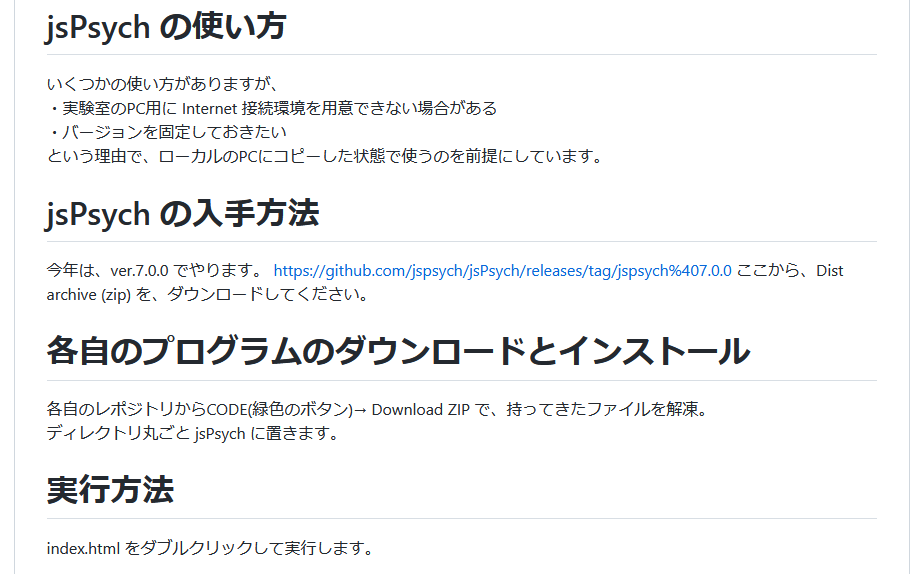 jsPsych の使い方
いくつかの使い方がありますが、
・実験室のPC用に Internet 接続環境を用意できない場合がある
・バージョンを固定しておきたい
という理由で、ローカルのPCにコピーした状態で使うのを前提にしています。
jsPsych の入手方法
今年は、ver.7.0.0 でやります。 https://github.com/jspsych/jsPsych/releases/tag/jspsych%407.0.0 ここから、Dist
archive (zip) を、ダウンロードしてください。
各自のプログラムのダウンロードとインストール
各自のレポジトリからCODE(緑色のボタン)→ Download ZIP で、持ってきたファイルを解凍。
ディレクトリ丸ごと jsPsych に置きます。
実行方法
index.html をダブルクリックして実行します。